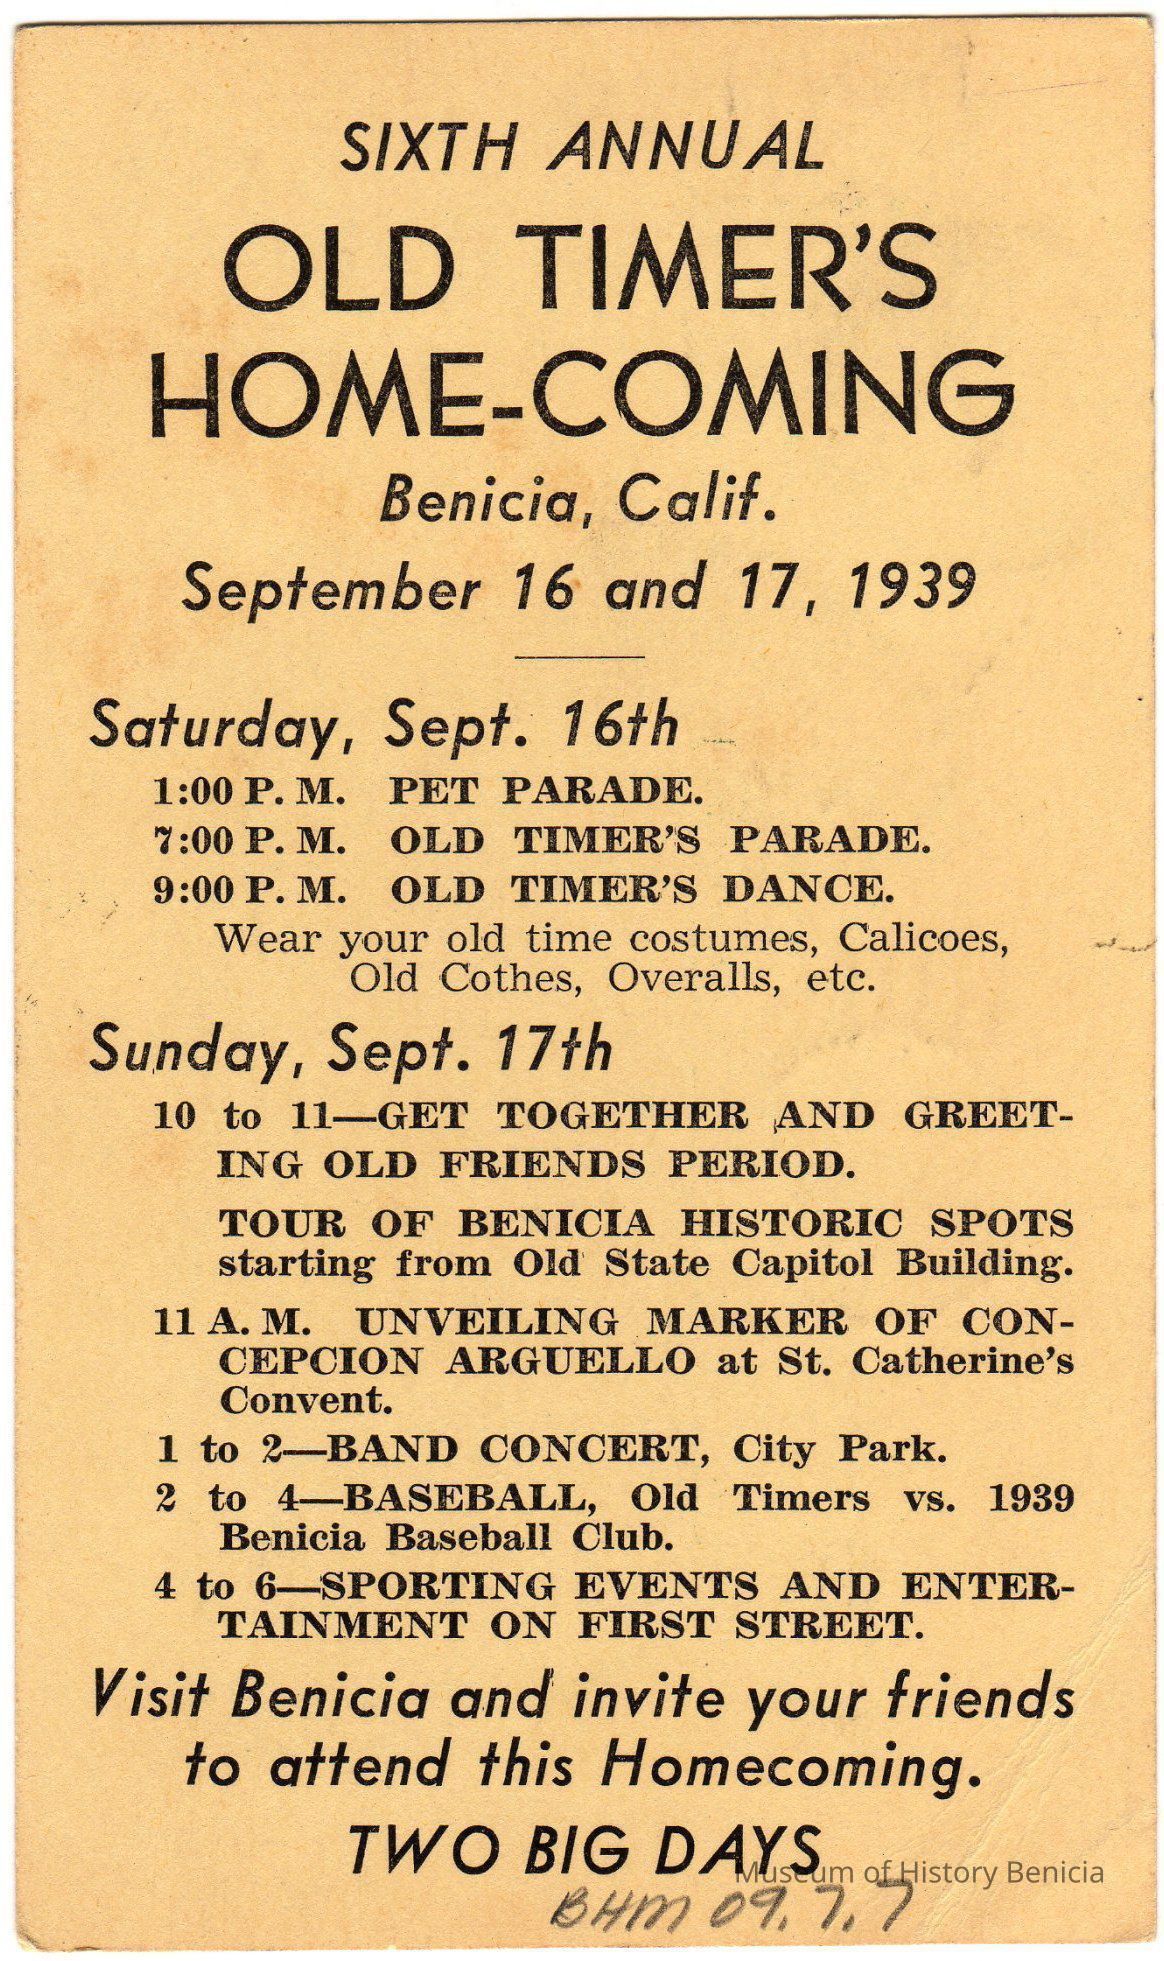 SIXTH ANNUAL
OLD TIMER'S
HOME-COMING
Benicia, Calif.
September 16 and 17, 1939
Saturday, Sept. 16th
1:00 P. M. PET PARADE.
7:00 P. M. OLD TIMER'S PARADE.
9:00 P. M. OLD TIMER'S DANCE.
Wear your old time costumes, Calicoes,
Old Cothes, Overalls, etc.
Sunday, Sept. 17th
10 to 11—GET TOGETHER AND GREET-
ING OLD FRIENDS PERIOD.
TOUR OF BENICIA HISTORIC SPOTS
starting from Old State Capitol Building.
11 A. M. UNVEILING MARKER OF CON-
CEPCION ARGUELLO at St. Catherine's
Convent.
1 to 2—BAND CONCERT, City Park.
2 to 4—BASEBALL, Old Timers vs. 1939
Benicia Baseball Club.
4 to 6—SPORTING EVENTS AND ENTER-
TAINMENT ON FIRST STREET.
Visit Benicia and invite your friends
to attend this Homecoming.
TWO BIG DAYS
Museum of History Benicia
BHM 09.7.7